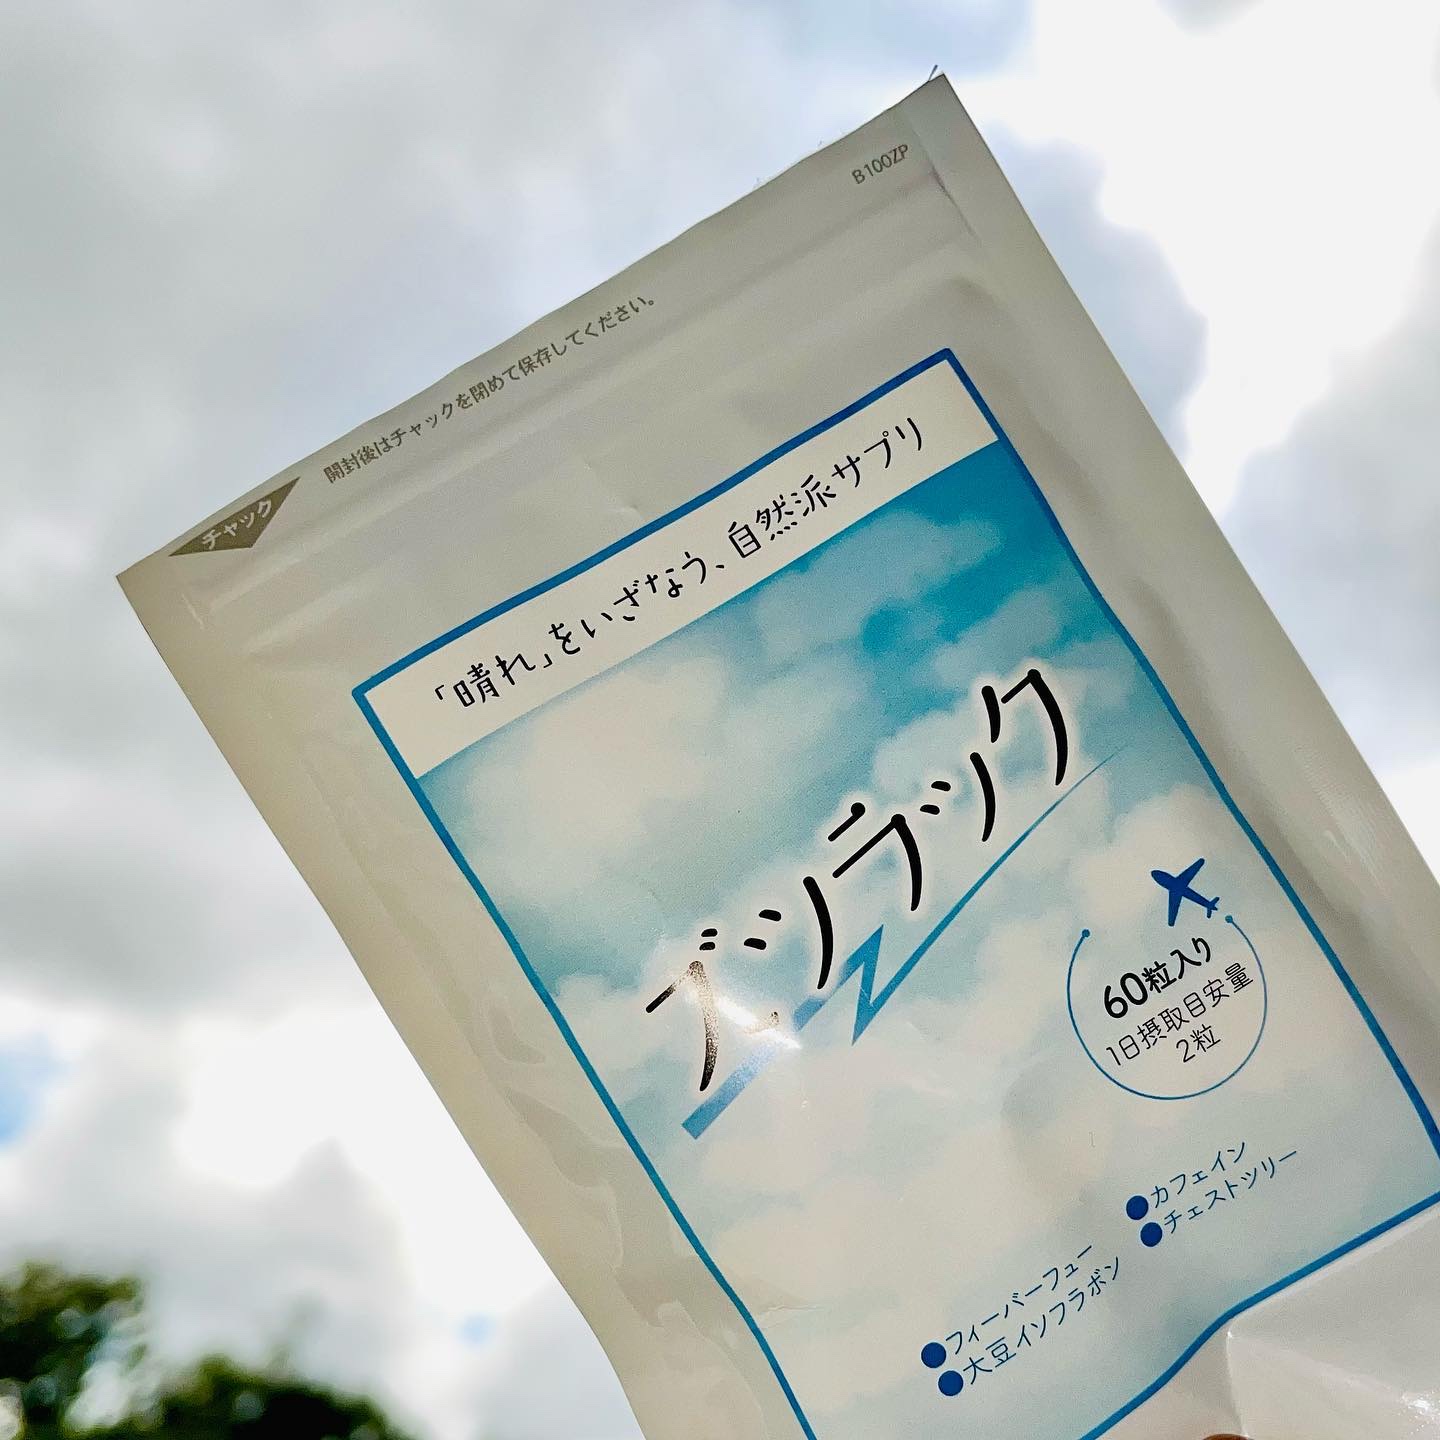 B100ZP
開封後はチャックを閉めて保存してください。
チャック
「晴れ」をいざなう、自然派サプリ
ズツラック
60粒入り
1日摂取目安量
2粒
●カフェイン
●チェストツリー
●フィーバーフュー
●大豆イソフラボン